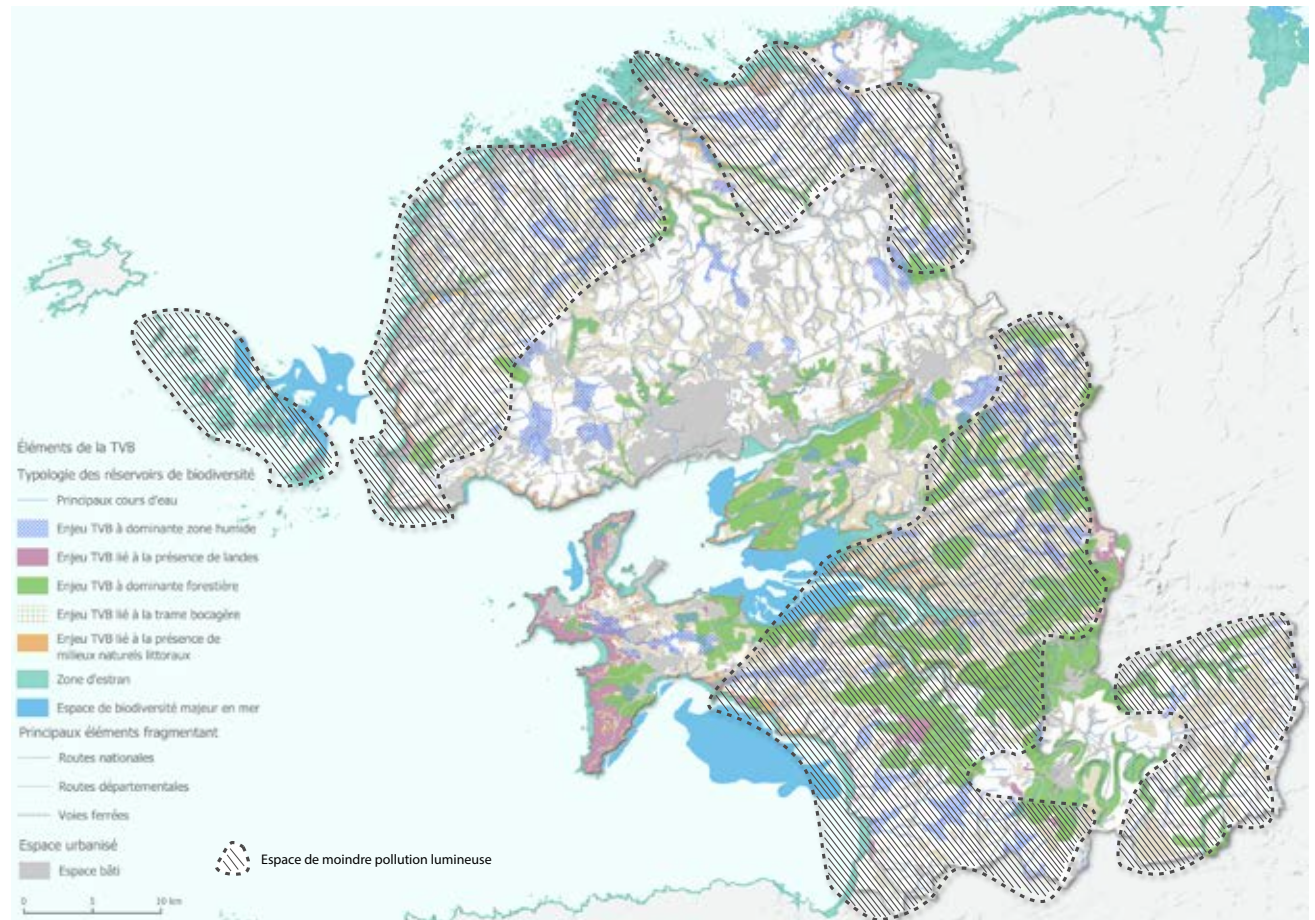 Éléments de la TVB
Typologie des réservoirs de biodiversité
Principaux cours d'eau
Enjeu TVB à dominante zone humide
Enjeu TVB lié à la présence de landes
Enjeu TVB à dominante forestière
Enjeu TVB lié à la trame bocagère
Enjeu TVB lié à la présence de
milieux naturels littoraux
Zone d'estran
Espace de biodiversité majeur en mer
Principaux éléments fragmentant
Routes nationales
Routes départementales
Voies ferrées
Espace urbanisé
Espace bâti
Espace de moindre pollution lumineuse
0 5 10 km